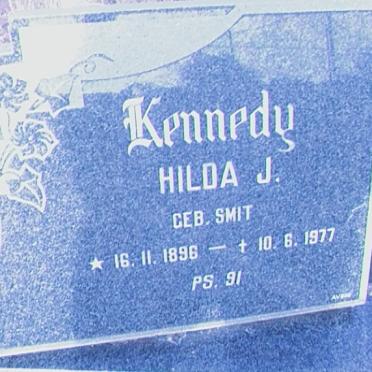 Kennedy
HILDA J.
GEB. SMIT
★ 16. 11. 1896 — † 10. 6. 1977
PS. 91